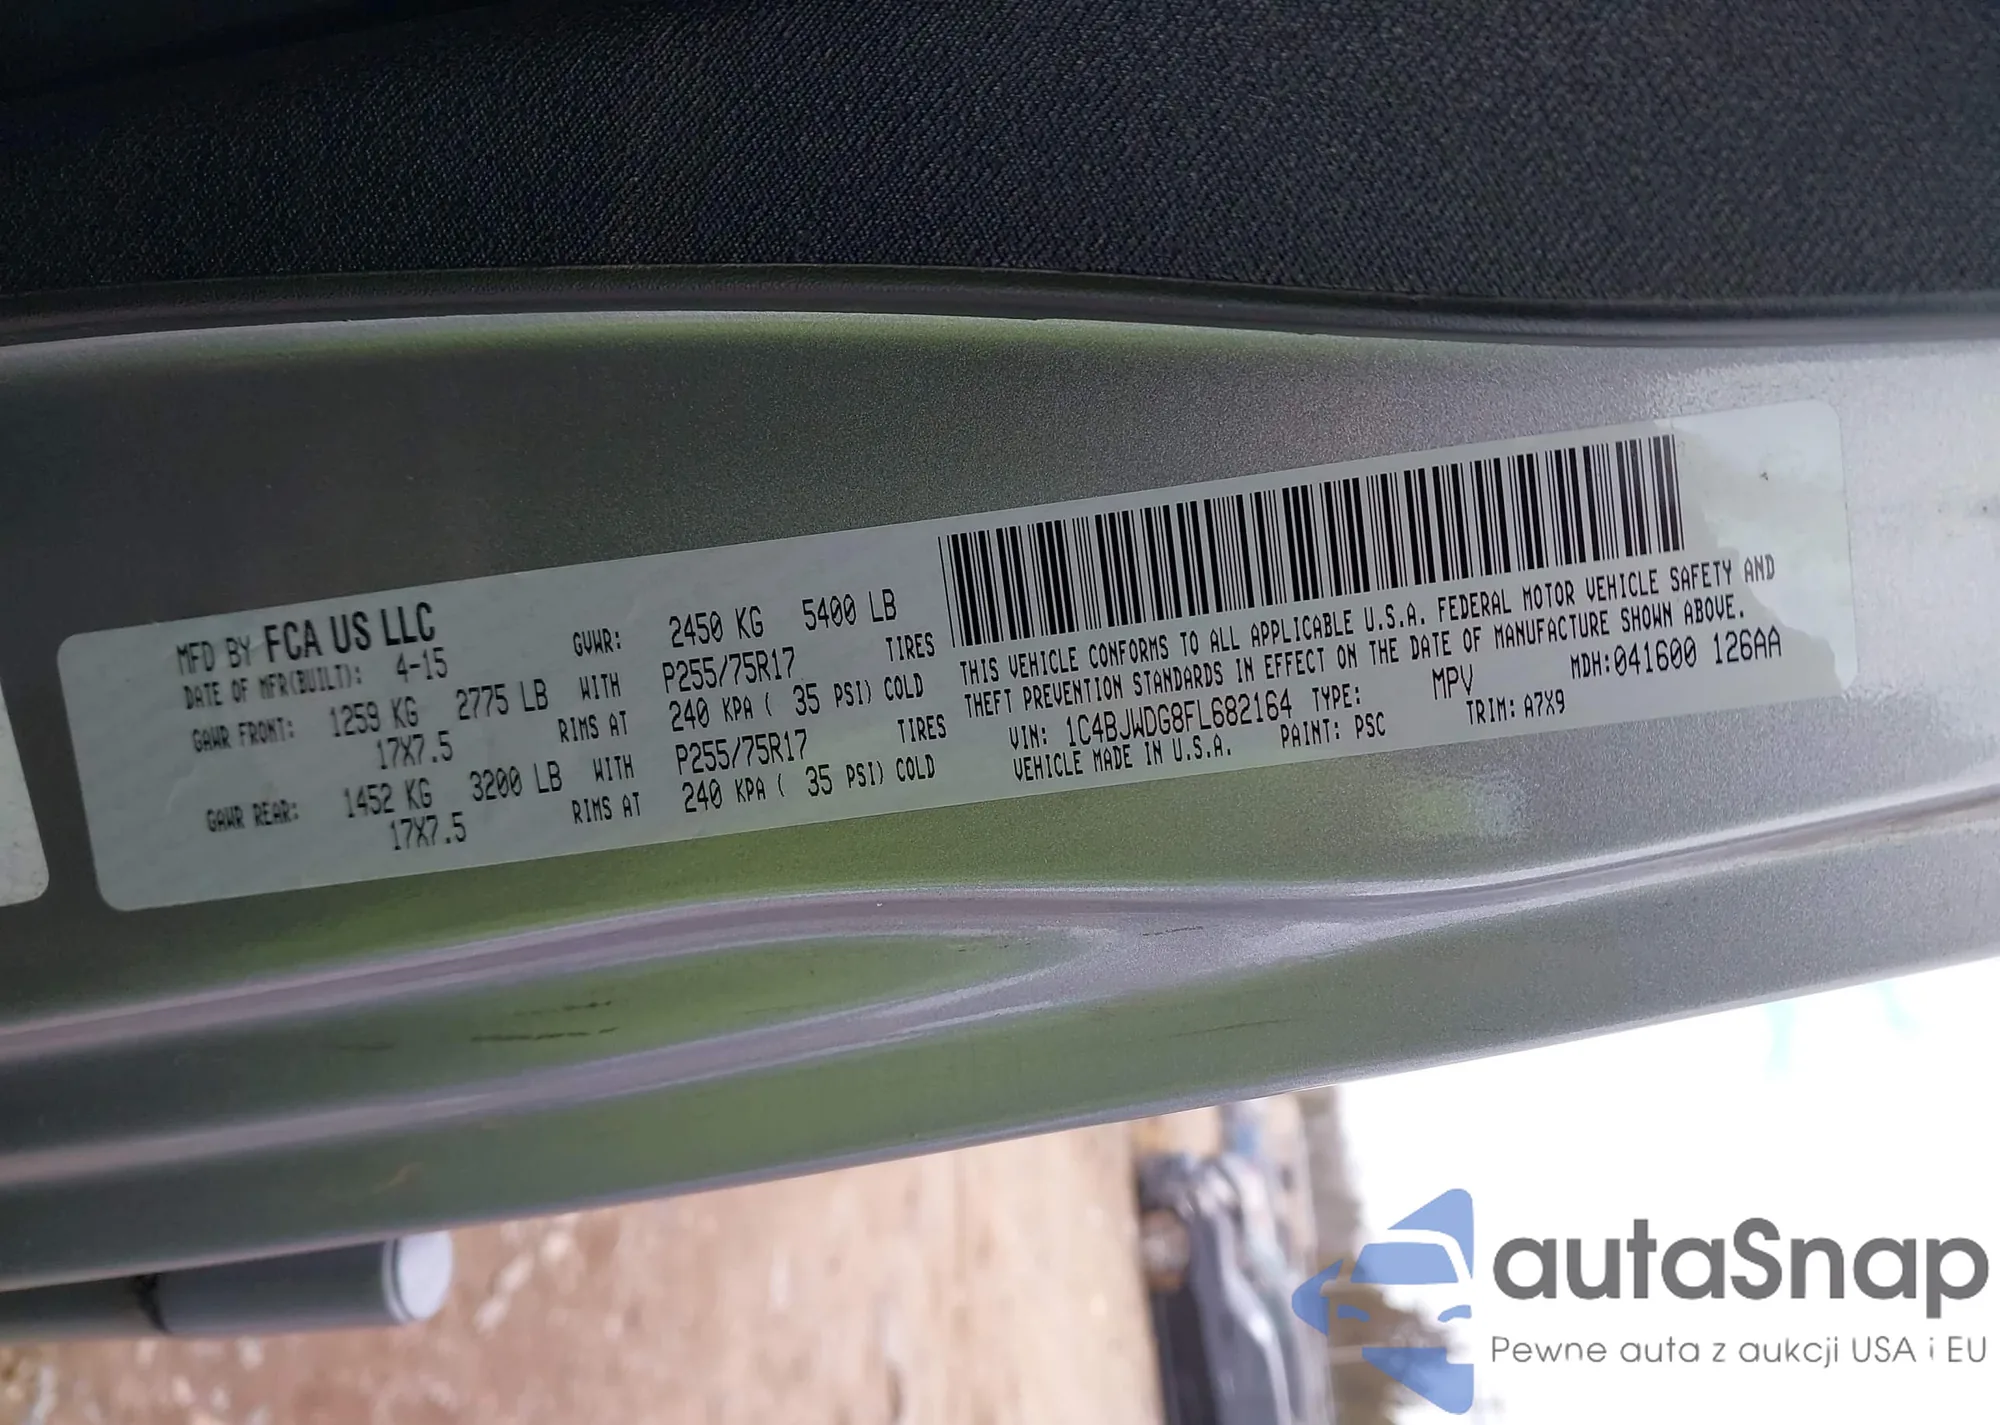 MFD BY FCA US LLC
DATE OF MFR(BUILT): 4-15
GVWR: 2450 KG 5400 LB
GAWR FRONT: 1259 KG 2775 LB WITH P255/75R17 TIRES
17X7.5 RIMS AT 240 KPA ( 35 PSI) COLD
GAWR REAR: 1452 KG 3200 LB WITH P255/75R17 TIRES
17X7.5 RIMS AT 240 KPA ( 35 PSI) COLD
THIS VEHICLE CONFORMS TO ALL APPLICABLE U.S.A. FEDERAL MOTOR VEHICLE SAFETY AND
THEFT PREVENTION STANDARDS IN EFFECT ON THE DATE OF MANUFACTURE SHOWN ABOVE.
VIN: 1C4BJWDG8FL682164 TYPE: MPV MDH:041600 126AA
VEHICLE MADE IN U.S.A. PAINT: PSC TRIM: A7X9
autaSnap
Pewne auta z aukcji USA i EU